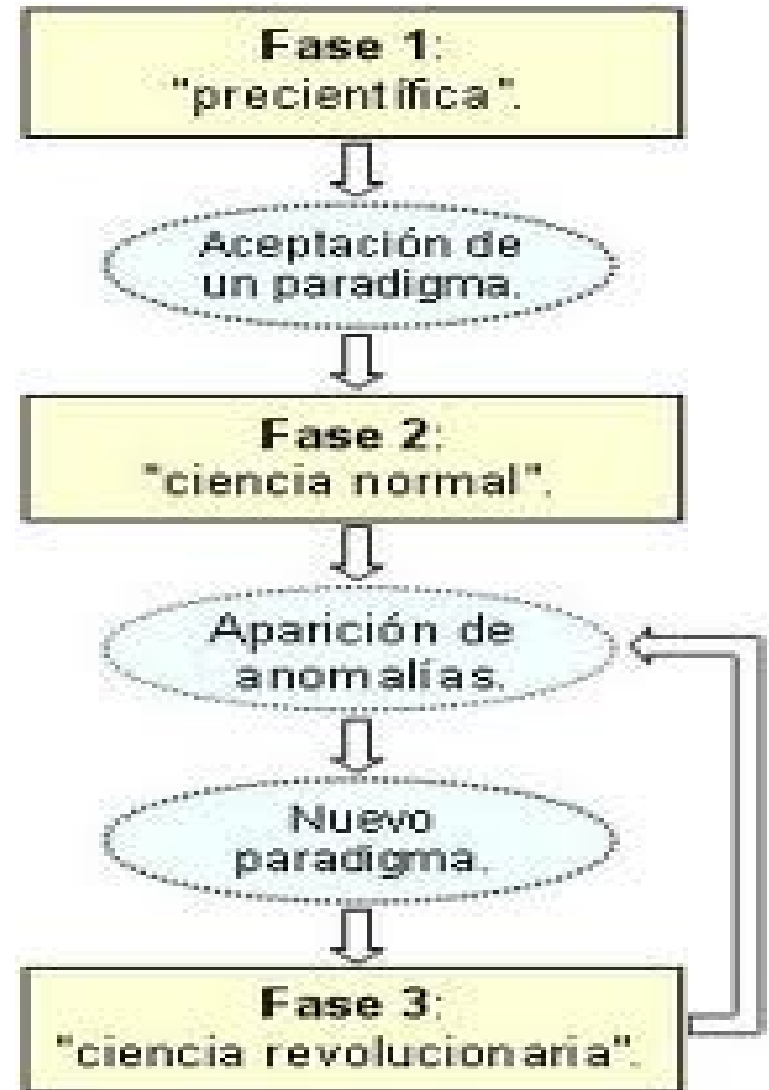 Fase 1:
"precientífica".
Aceptación de
un paradigma.
Fase 2:
"ciencia normal".
Aparición de
anomalías.
Nuevo
paradigma.
Fase 3:
"ciencia revolucionaria".